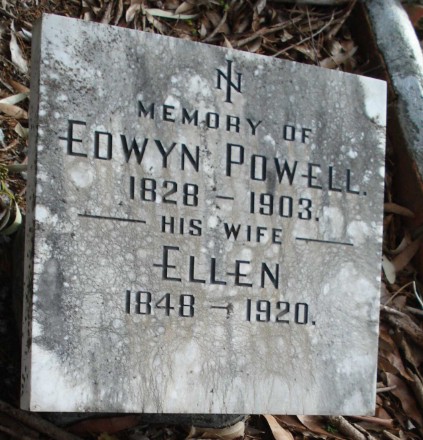 IN
MEMORY OF
EDWYN POWELL.
1828 - 1903.
HIS WIFE
ELLEN
1848 - 1920.